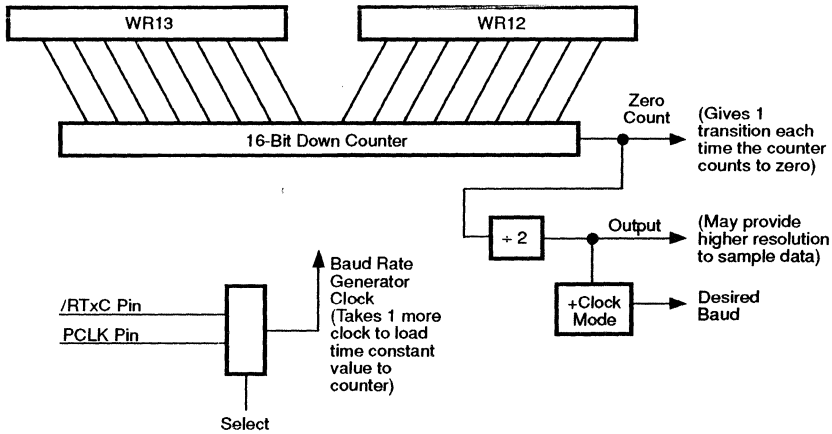 WR13
WR12
16-Bit Down Counter
Zero
Count
(Gives 1
transition each
time the counter
counts to zero)
÷ 2
Output
(May provide
higher resolution
to sample data)
+Clock
Mode
Desired
Baud
/RTxC Pin
PCLK Pin
Select
Baud Rate
Generator
Clock
(Takes 1 more
clock to load
time constant
value to
counter)